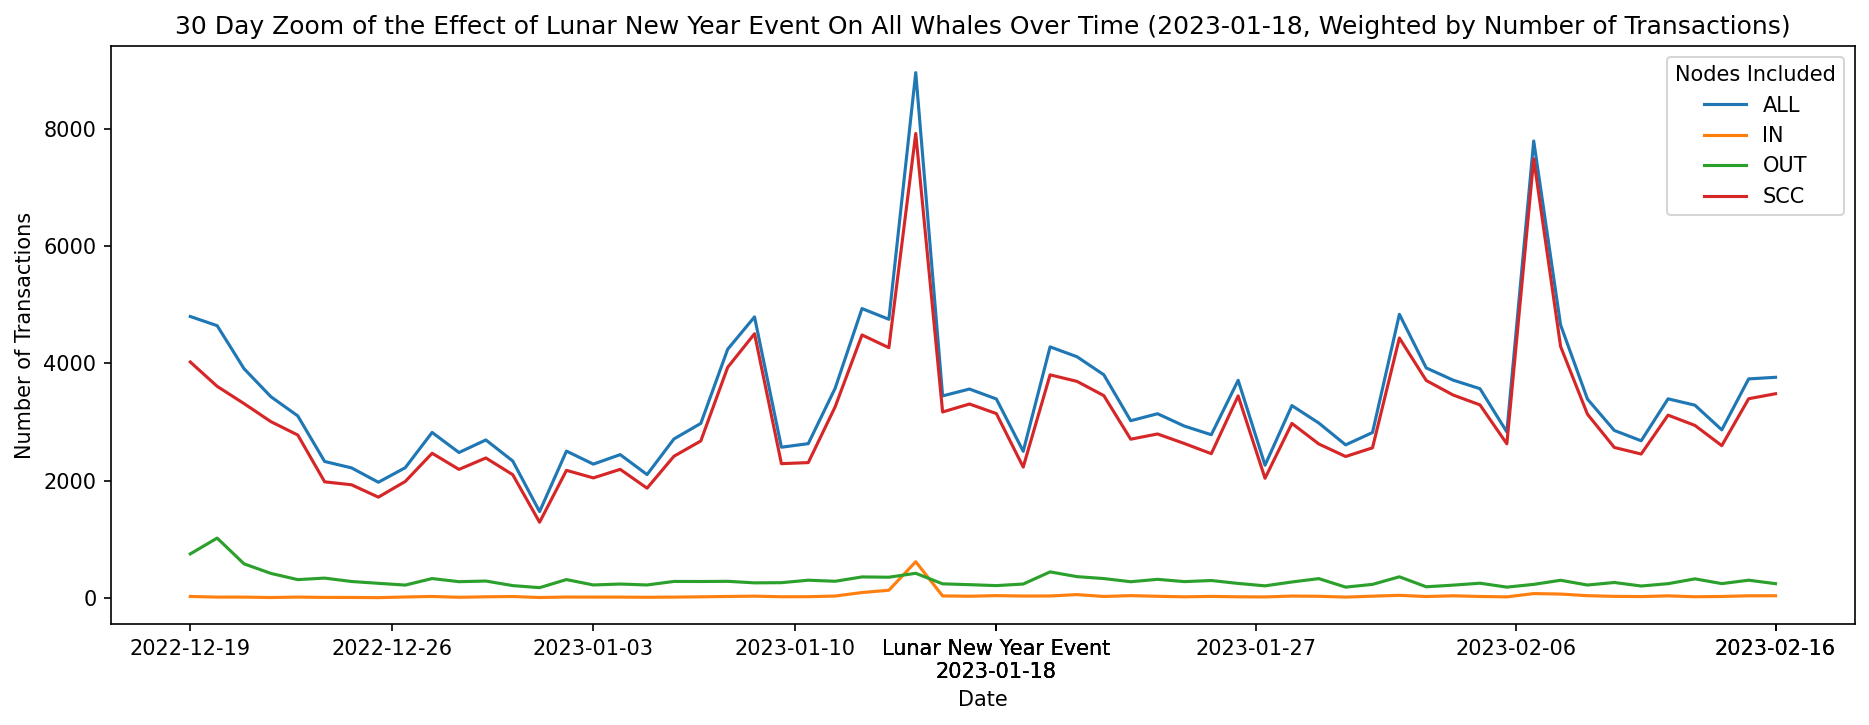 30 Day Zoom of the Effect of Lunar New Year Event On All Whales Over Time (2023-01-18, Weighted by Number of Transactions)
Nodes Included
ALL
IN
OUT
SCC
Number of Transactions
8000
6000
4000
2000
0
2022-12-19
2022-12-26
2023-01-03
2023-01-10
Lunar New Year Event
2023-01-18
2023-01-27
2023-02-06
2023-02-16
Date